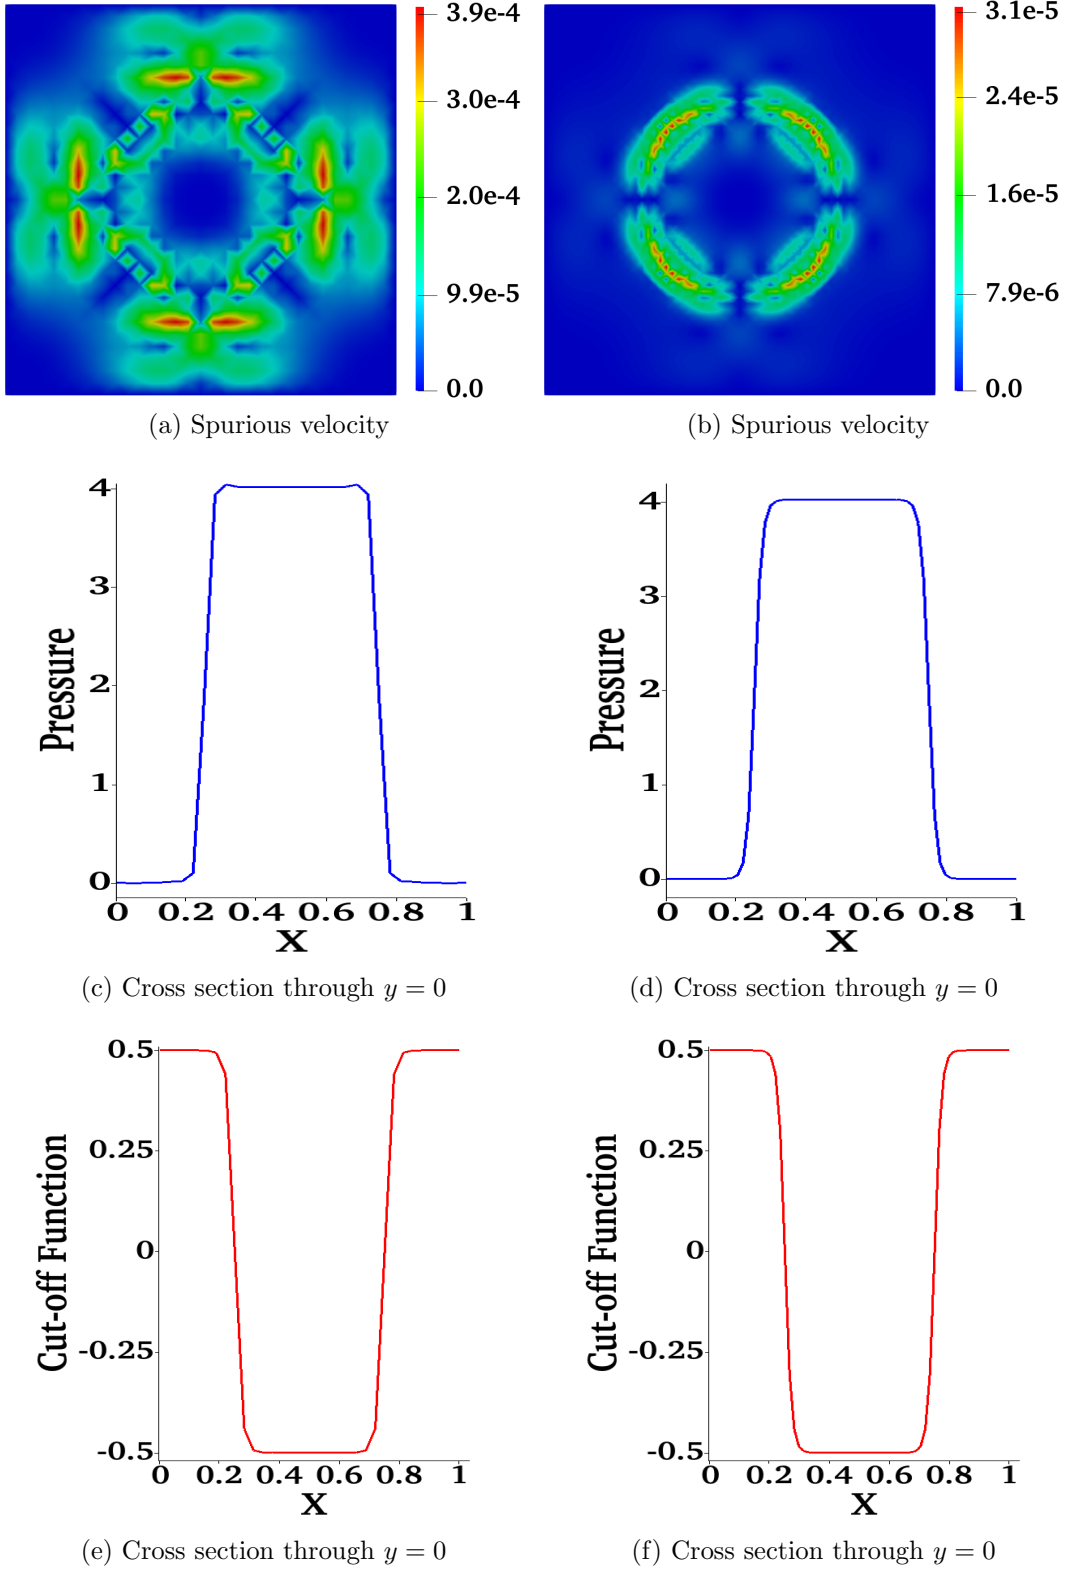 3.9e-4
3.0e-4
2.0e-4
9.9e-5
0.0
3.1e-5
2.4e-5
1.6e-5
7.9e-6
0.0
(a) Spurious velocity
(b) Spurious velocity
4
3
2
1
0
Pressure
0 0.2 0.4 0.6 0.8 1
X
4
3
2
1
0
Pressure
0 0.2 0.4 0.6 0.8 1
X
(c) Cross section through y = 0
(d) Cross section through y = 0
0.5
0.25
0
-0.25
-0.5
Cut-off Function
0 0.2 0.4 0.6 0.8 1
X
0.5
0.25
0
-0.25
-0.5
Cut-off Function
0 0.2 0.4 0.6 0.8 1
X
(e) Cross section through y = 0
(f) Cross section through y = 0